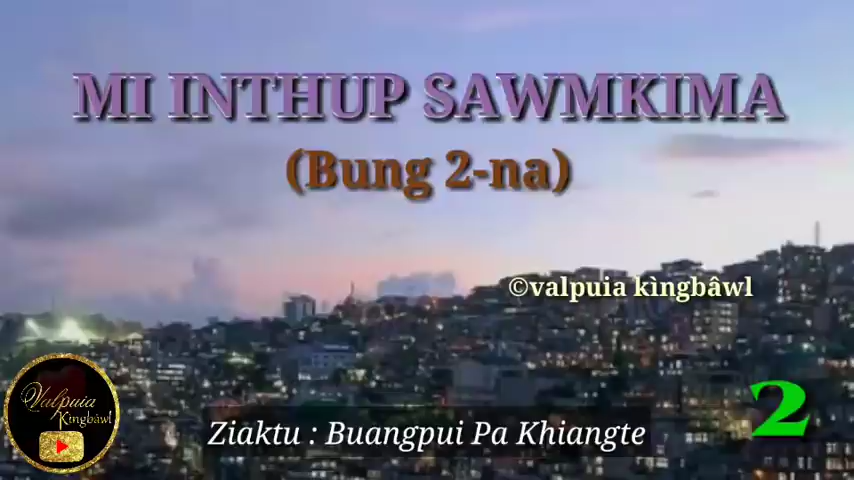 MI INTHUP SAWMKIMA
(Bung 2-na)
©valpuia kìngbâwl
Valpuia
Kingbâwl
Ziaktu : Buangpui Pa Khiangte
2